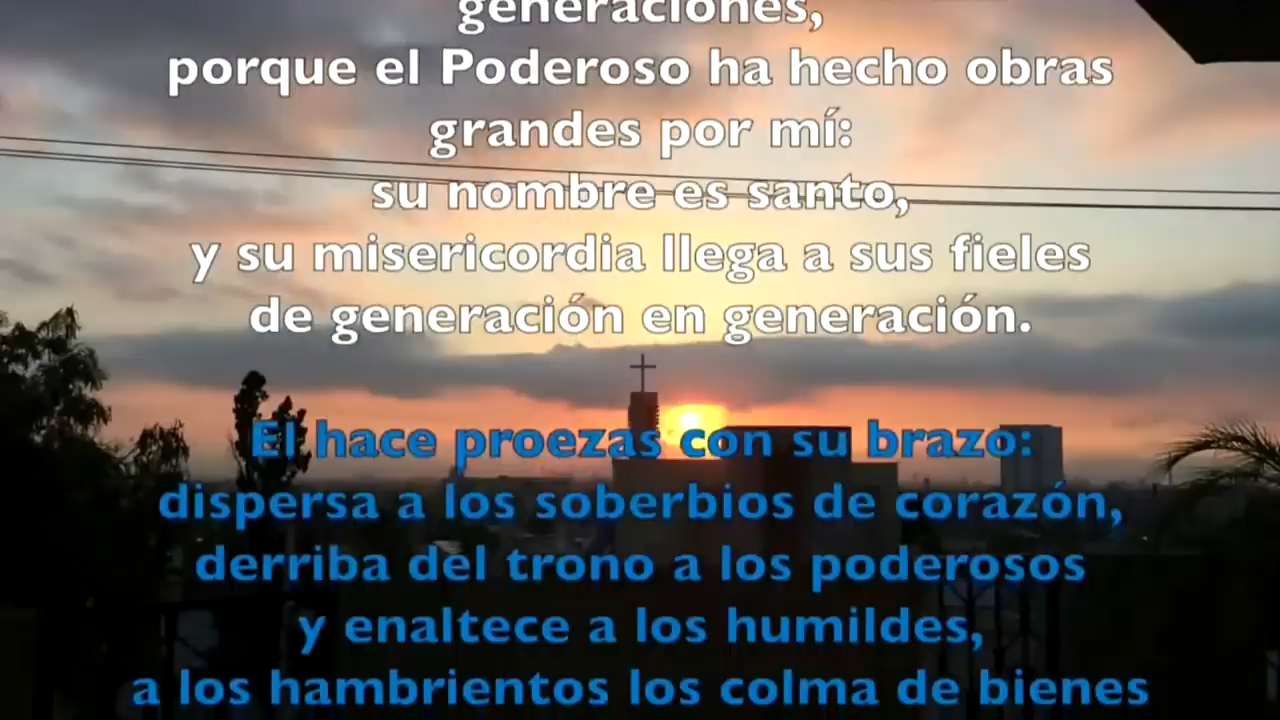 generaciones,
porque el Poderoso ha hecho obras
grandes por mí:
su nombre es santo,
y su misericordia llega a sus fieles
de generación en generación.
El hace proezas con su brazo:
dispersa a los soberbios de corazón,
derriba del trono a los poderosos
y enaltece a los humildes,
a los hambrientos los colma de bienes